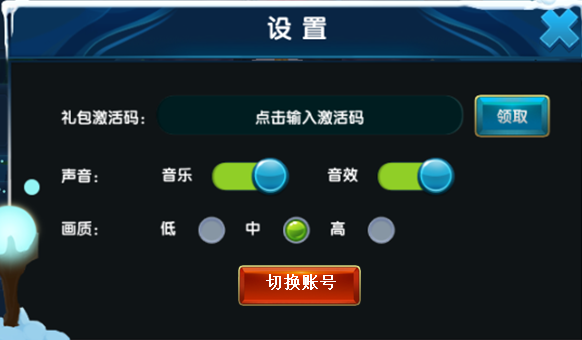 设置
礼包激活码： 点击输入激活码 领取
声音： 音乐 音效
画质： 低 中 高
切换账号